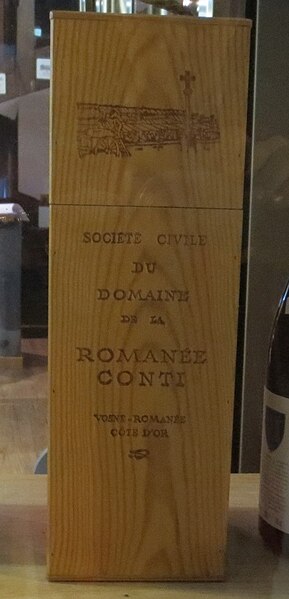 SOCIÉTÉ CIVILE
DU
DOMAINE
DE LA
ROMANÉE
CONTI
VOSNE-ROMANÉE
CÔTE D'OR